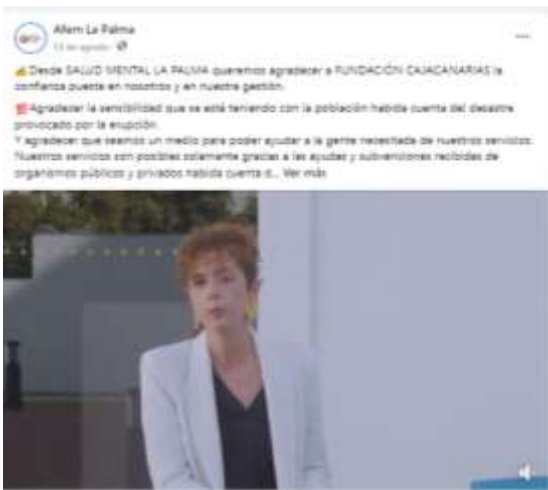 Afem La Palma
13 de agosto
Desde SALUD MENTAL LA PALMA queremos agradecer a FUNDACIÓN CAJACANARIAS la
confianza puesta en nosotros y en nuestra gestión.
Agradecer la sensibilidad que se está teniendo con la población habida cuenta del desastre
provocado por la erupción.
Y agradecer que seamos un medio para poder ayudar a la gente necesitada de nuestros servicios.
Nuestros servicios son posibles solamente gracias a las ayudas y subvenciones recibidas de
organismos públicos y privados habida cuenta d... Ver más